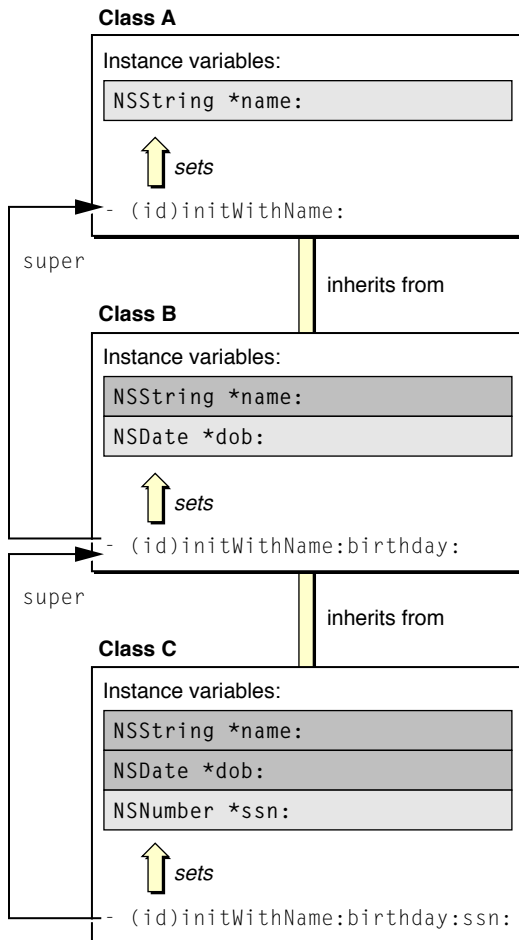 Class A
Instance variables:
NSString *name:
sets
- (id)initWithName:
super
inherits from
Class B
Instance variables:
NSString *name:
NSDate *dob:
sets
- (id)initWithName:birthday:
super
inherits from
Class C
Instance variables:
NSString *name:
NSDate *dob:
NSNumber *ssn:
sets
- (id)initWithName:birthday:ssn: